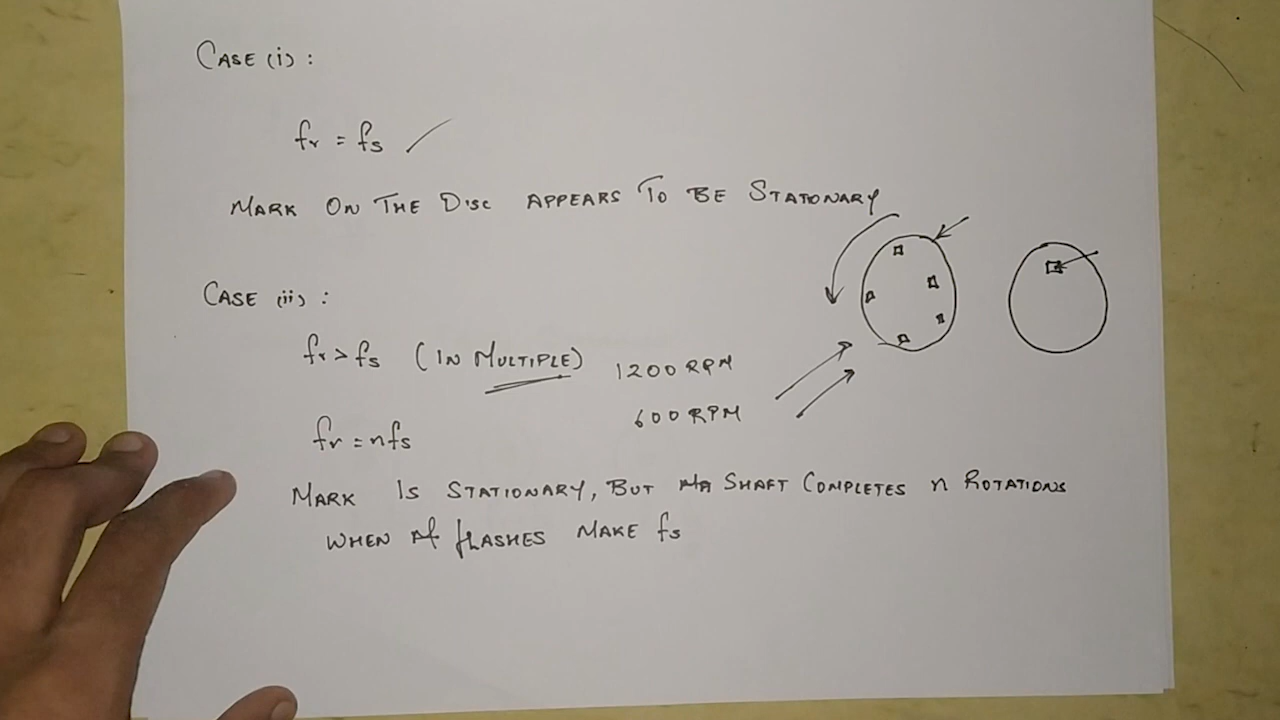 CASE (i) :
fr = fs
MARK ON THE DISC APPEARS TO BE STATIONARY
CASE (ii) :
fr > fs (IN MULTIPLE) 1200 RPM
600 RPM
fr = nfs
MARK IS STATIONARY, BUT SHAFT COMPLETES n ROTATIONS
WHEN FLASHES MAKE fs